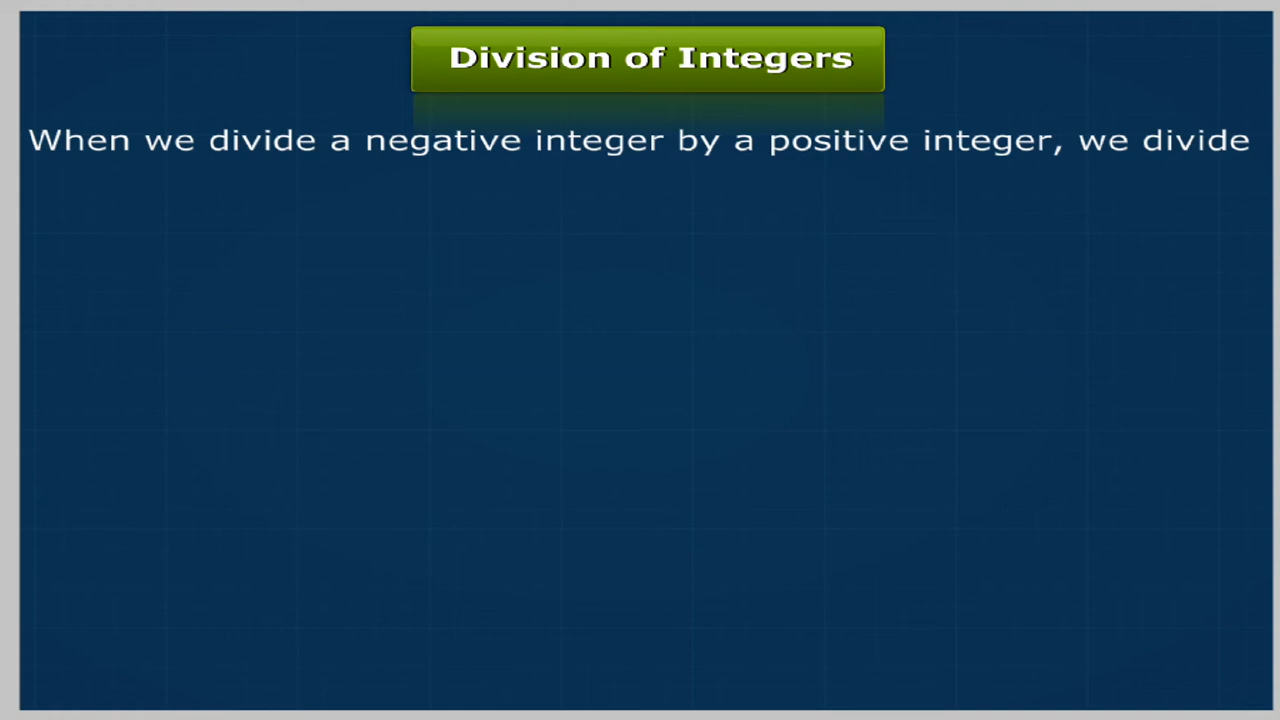 Division of Integers
When we divide a negative integer by a positive integer, we divide